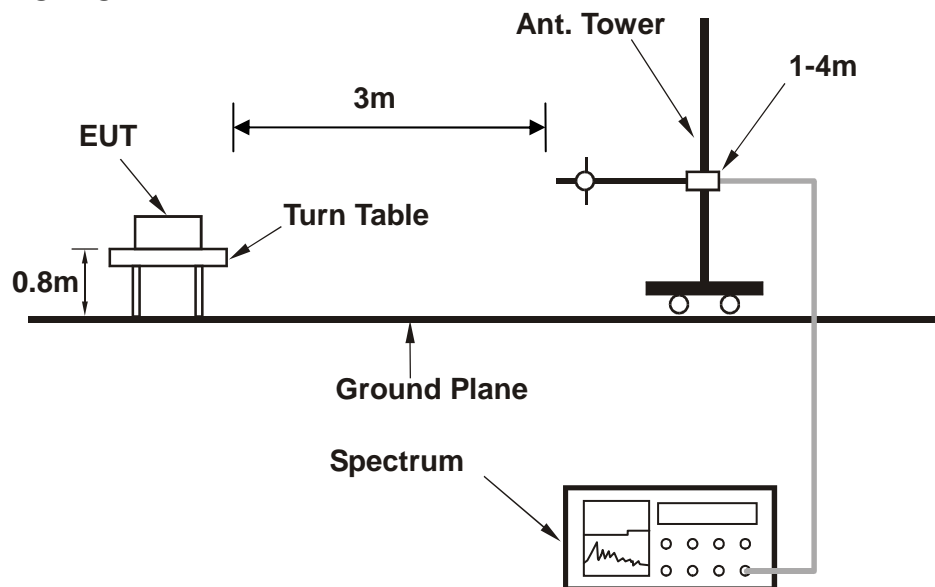 Ant. Tower
1-4m
3m
EUT
Turn Table
0.8m
Ground Plane
Spectrum